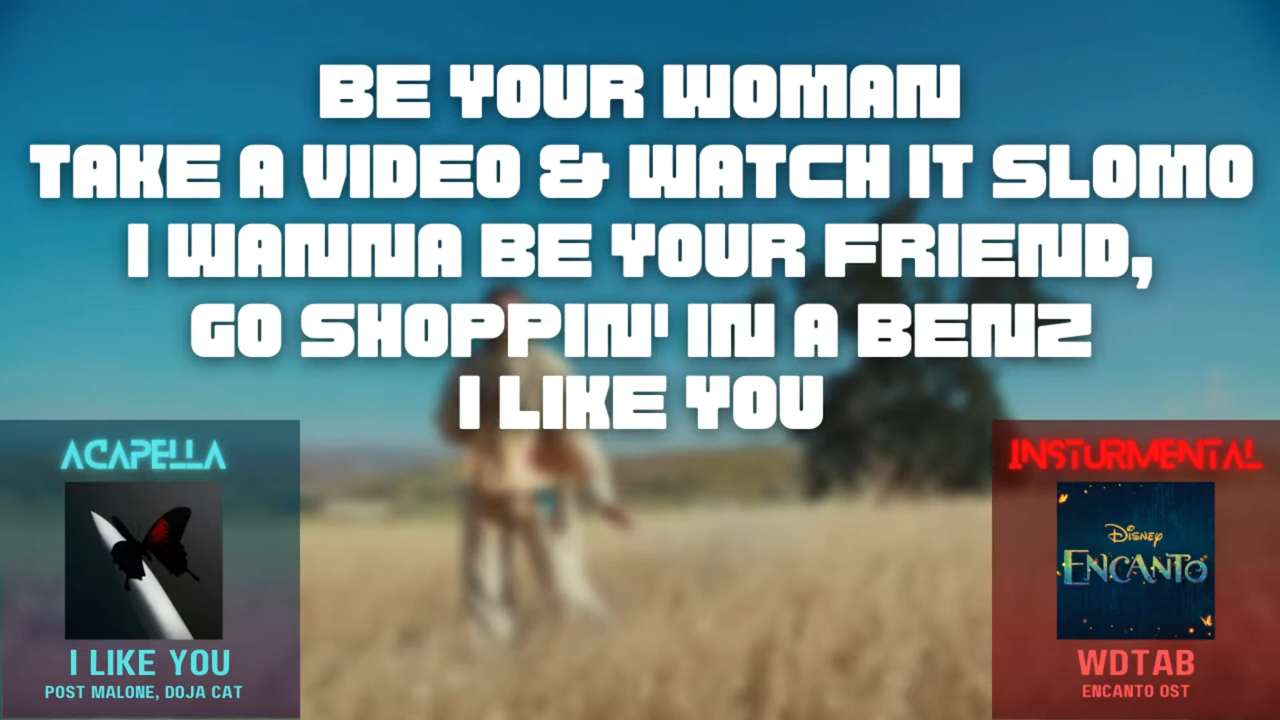 BE YOUR WOMAN
TAKE A VIDEO & WATCH IT SLOMO
I WANNA BE YOUR FRIEND,
GO SHOPPIN' IN A BENZ
I LIKE YOU
ACAPELLA
I LIKE YOU
POST MALONE, DOJA CAT
INSTURMENTAL
DISNEY
ENCANTO
WDTAB
ENCANTO OST